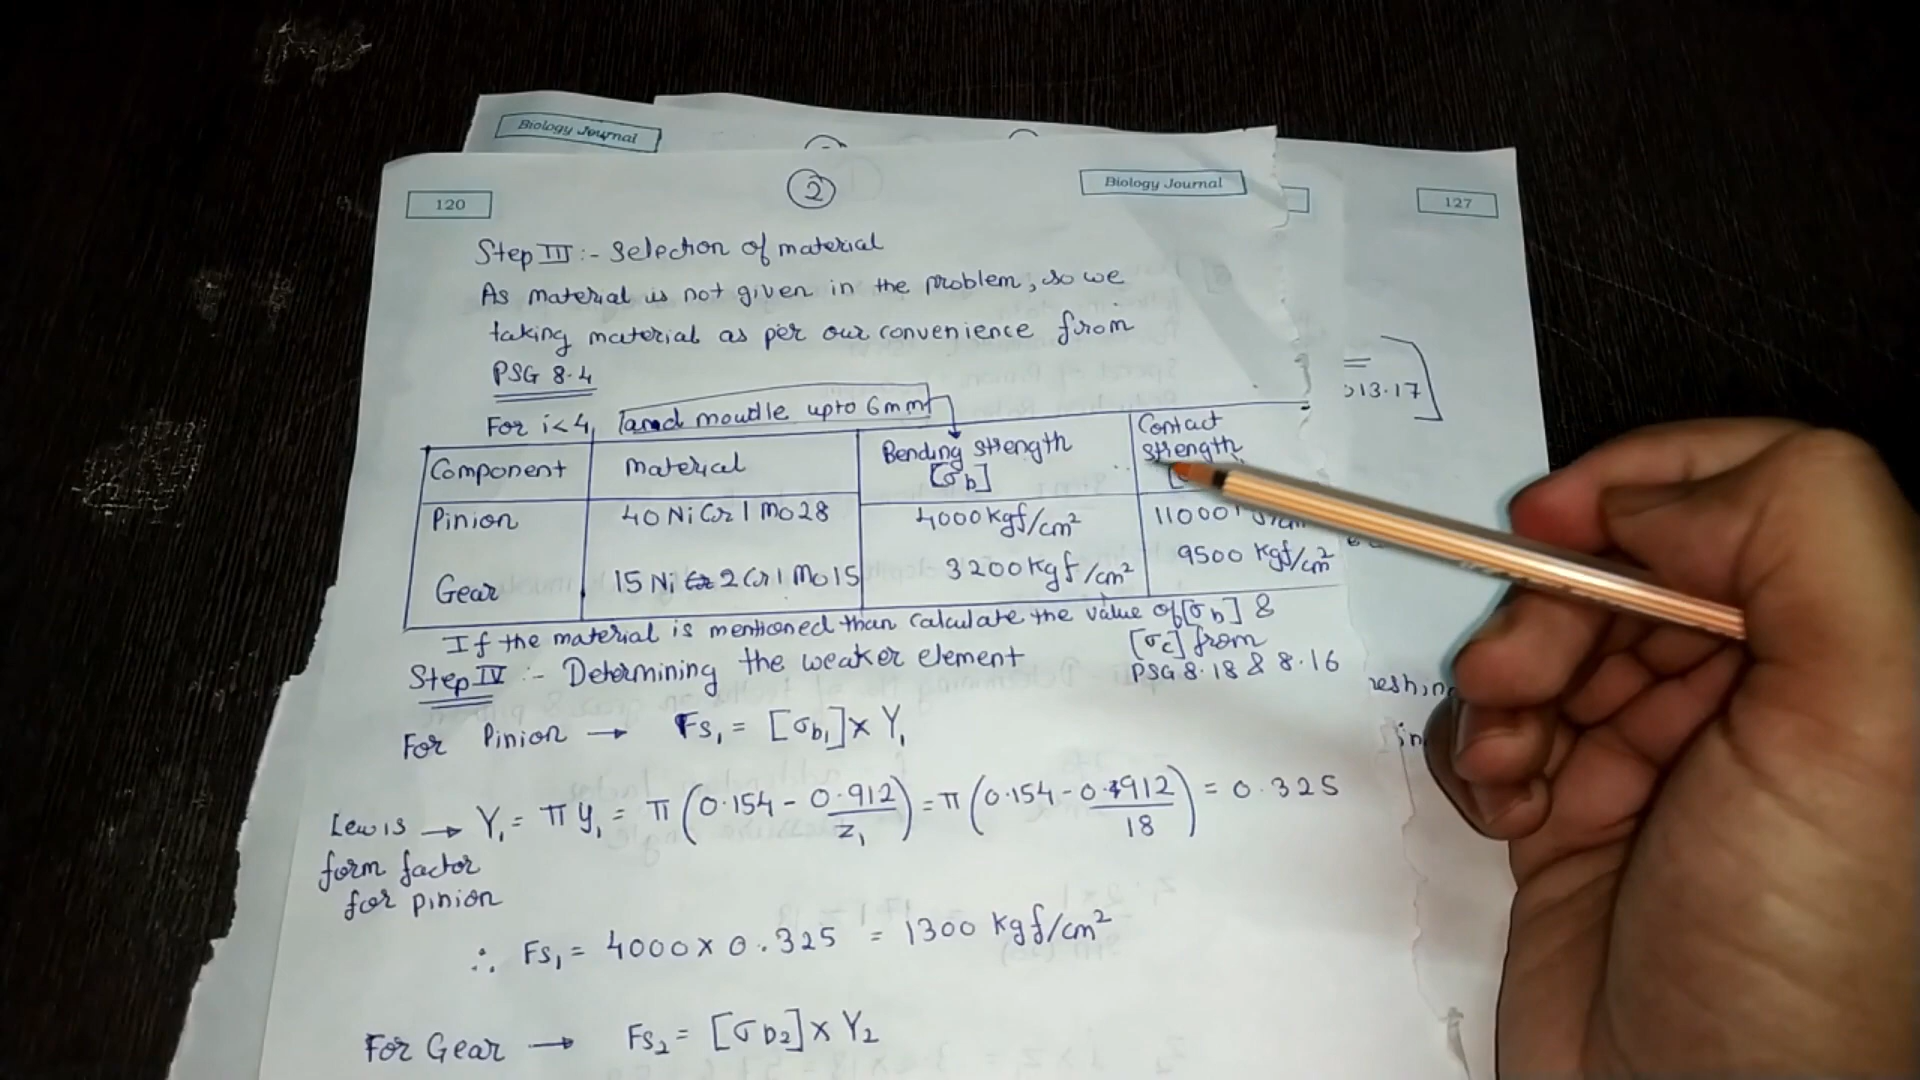 Biology Journal
2
120
Biology Journal
127
Step III :- Selection of material
As material is not given in the problem, so we
taking material as per our convenience from
PSG 8.4
For i<4, and moudle upto 6mm
Component Material Bending strength [σb] Contact strength
Pinion 40 Ni Cr 1 Mo 28 4000 kgf/cm² 11000
Gear 15 Ni 2 Cr 1 Mo 15 3200 kgf/cm² 9500 kgf/cm²
If the material is mentioned than calculate the value of [σb] &
[σc] from
PSG 8.18 & 8.16
Step IV :- Determining the weaker element
For Pinion → Fs₁ = [σb₁] × Y₁
Lewis → Y₁ = π y₁ = π (0.154 - 0.912/z₁) = π (0.154 - 0.912/18) = 0.325
form factor
for pinion
∴ Fs₁ = 4000 × 0.325 = 1300 kgf/cm²
For Gear → Fs₂ = [σb2] × Y₂
=
13.17]